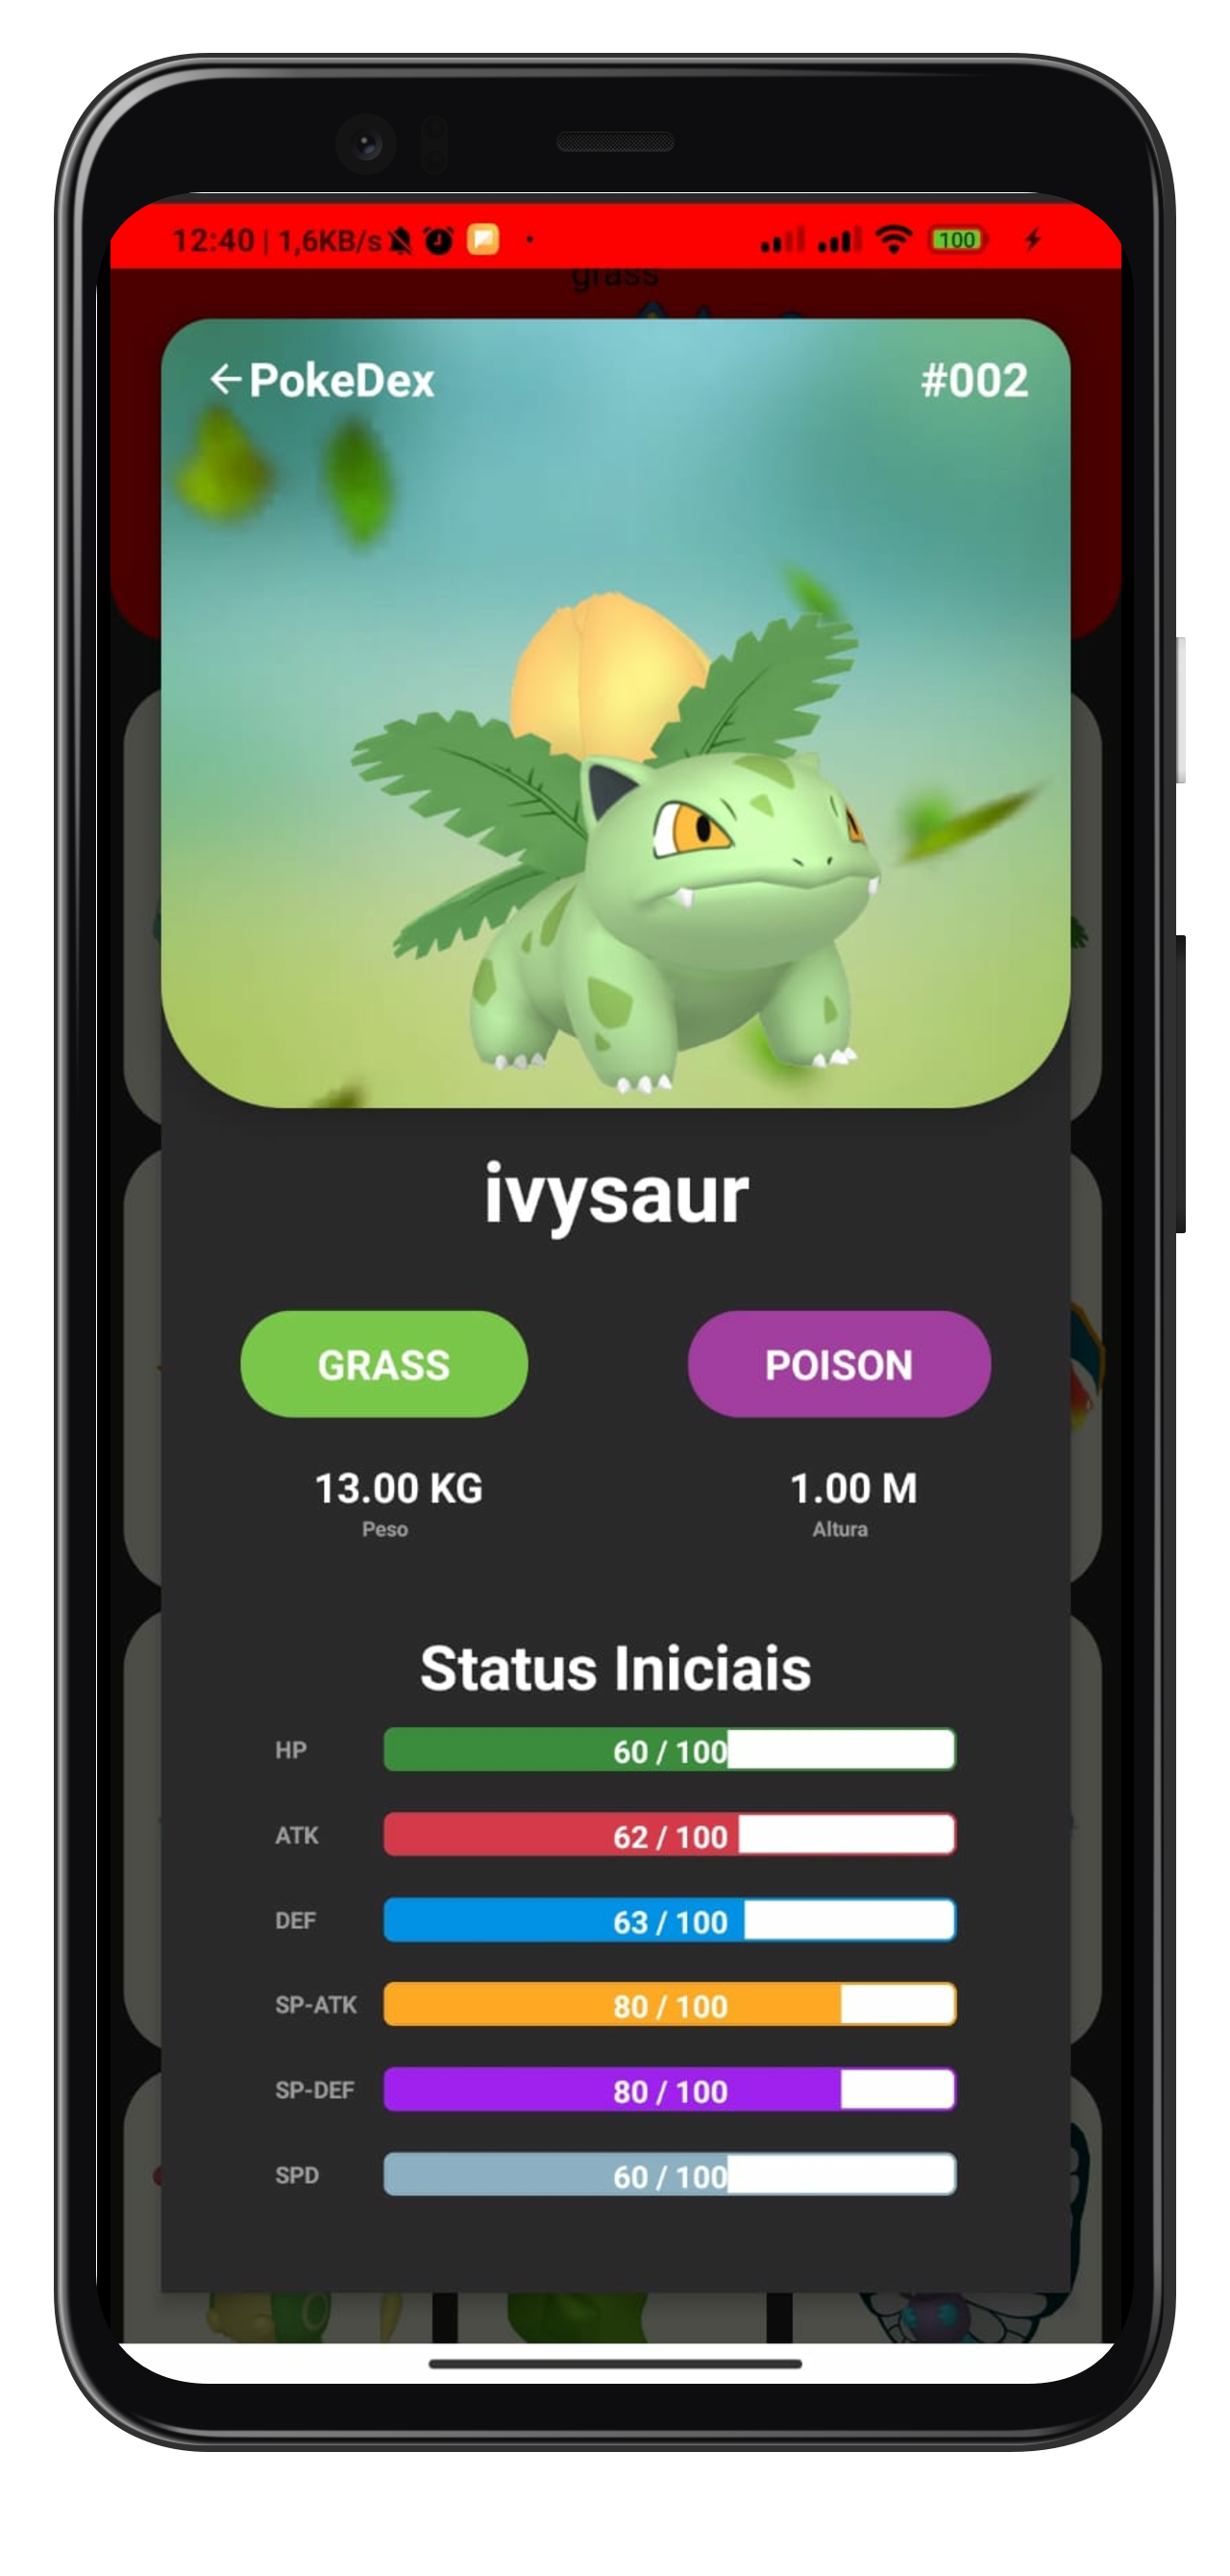 12:40 | 1,6KB/s
100
grass
PokeDex
#002
ivysaur
GRASS
POISON
13.00 KG
1.00 M
Peso
Altura
Status Iniciais
HP
60 / 100
ATK
62 / 100
DEF
63 / 100
SP-ATK
80 / 100
SP-DEF
80 / 100
SPD
60 / 100